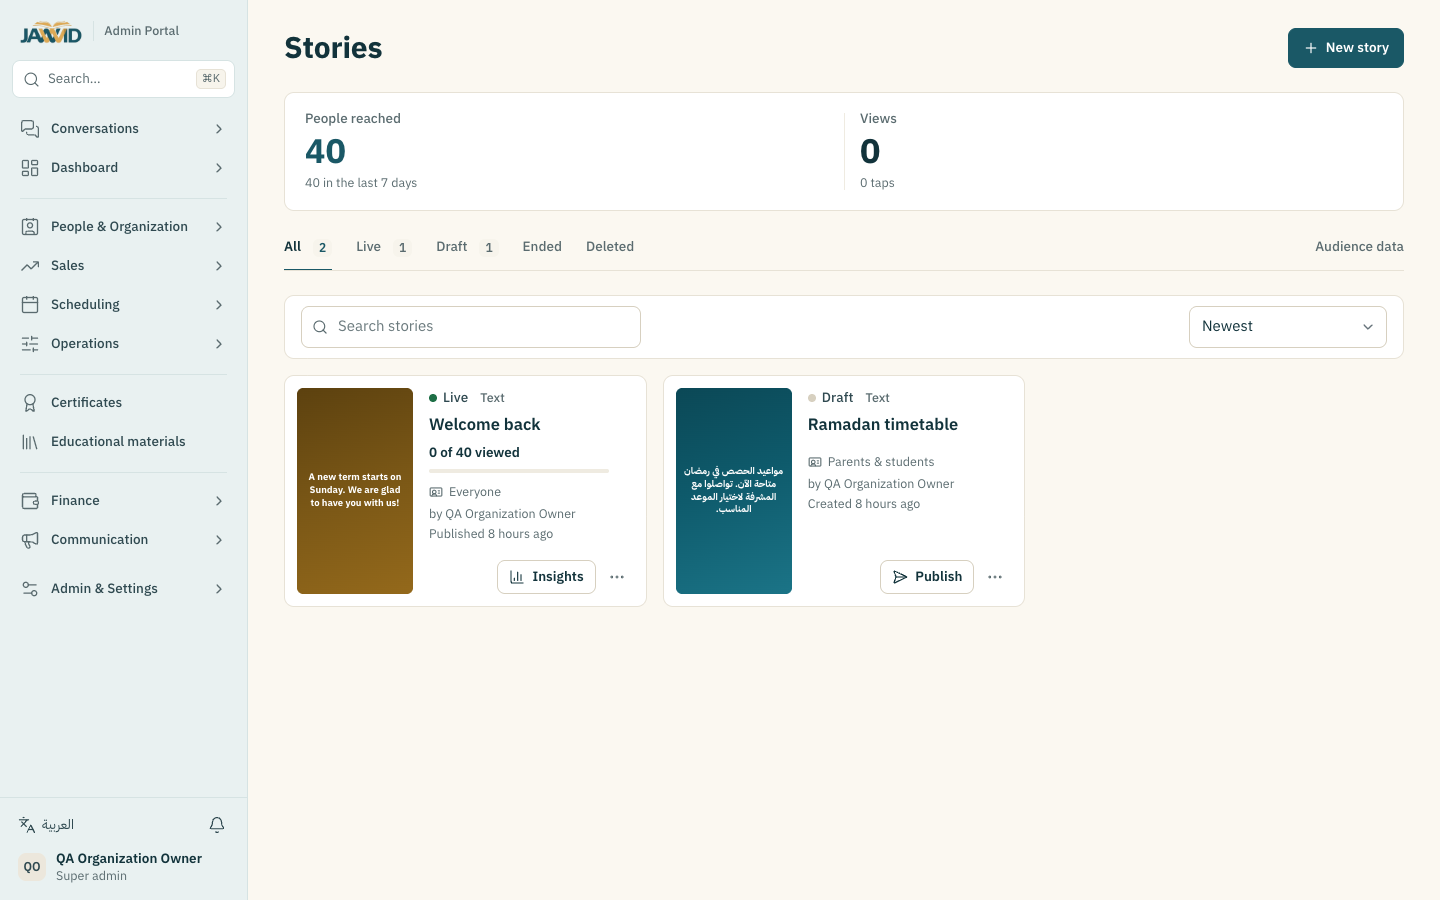 JAWWID
Admin Portal
Search...
⌘K
Conversations
Dashboard
People & Organization
Sales
Scheduling
Operations
Certificates
Educational materials
Finance
Communication
Admin & Settings
العربية
QO
QA Organization Owner
Super admin
Stories
New story
People reached
40
40 in the last 7 days
Views
0
0 taps
All 2
Live 1
Draft 1
Ended
Deleted
Audience data
Search stories
Newest
A new term starts on
Sunday. We are glad
to have you with us!
Live Text
Welcome back
0 of 40 viewed
Everyone
by QA Organization Owner
Published 8 hours ago
Insights
مواعيد الحصص في رمضان
متاحة الآن. تواصلوا مع
المشرفة لاختيار الموعد
المناسب.
Draft Text
Ramadan timetable
Parents & students
by QA Organization Owner
Created 8 hours ago
Publish